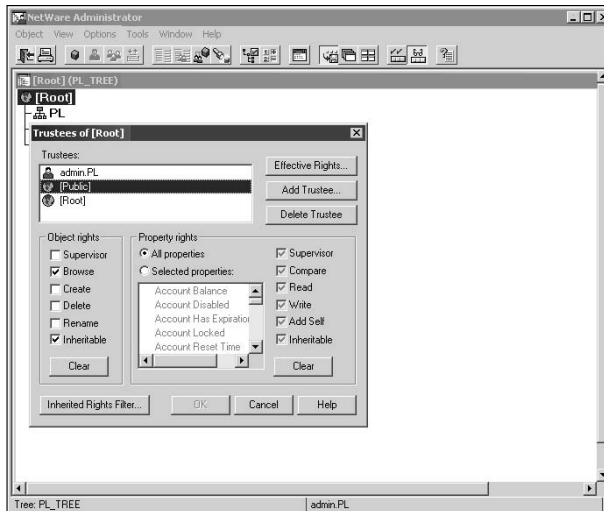 NetWare Administrator
Object View Options Tools Window Help
[Root] (PL_TREE)
[Root]
PL
Trustees of [Root]
Trustees:
admin.PL
[Public]
[Root]
Effective Rights...
Add Trustee...
Delete Trustee
Object rights
Supervisor
Browse
Create
Delete
Rename
Inheritable
Clear
Property rights
All properties
Selected properties:
Account Balance
Account Disabled
Account Has Expiration
Account Locked
Account Reset Time
Supervisor
Compare
Read
Write
Add Self
Inheritable
Clear
Inherited Rights Filter...
OK
Cancel
Help
Tree: PL_TREE
admin.PL